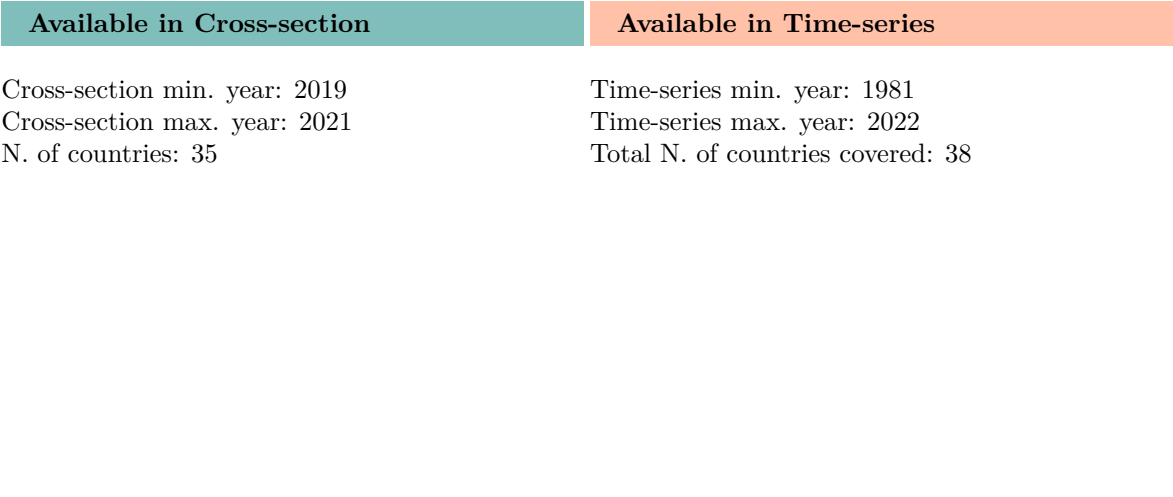 Available in Cross-section
Cross-section min. year: 2019
Cross-section max. year: 2021
N. of countries: 35
Available in Time-series
Time-series min. year: 1981
Time-series max. year: 2022
Total N. of countries covered: 38